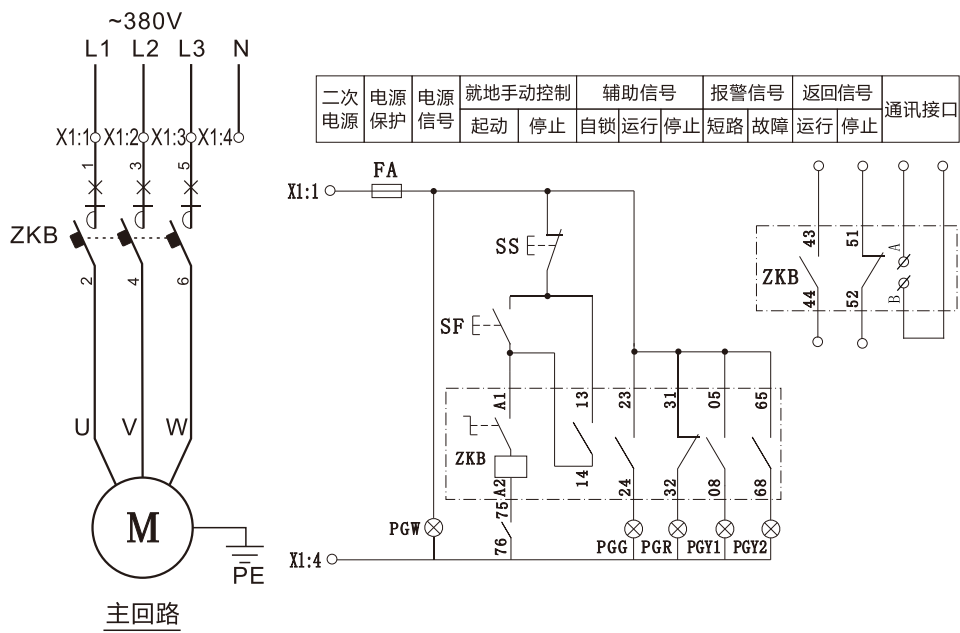 ~380V
L1 L2 L3 N
X1:1 X1:2 X1:3 X1:4
1 3 5
ZKB
2 4 6
U V W
M
PE
主回路
二次电源 电源保护 电源信号 就地手动控制 辅助信号 报警信号 返回信号 通讯接口
起动 停止 自锁 运行 停止 短路 故障 运行 停止
X1:1 FA
SS
SF
A1 13 23 31 05 65
ZKB
A2 14 24 32 08 68
75
76
PGW PGG PGR PGY1 PGY2
X1:4
43 51 A
ZKB
44 52 B